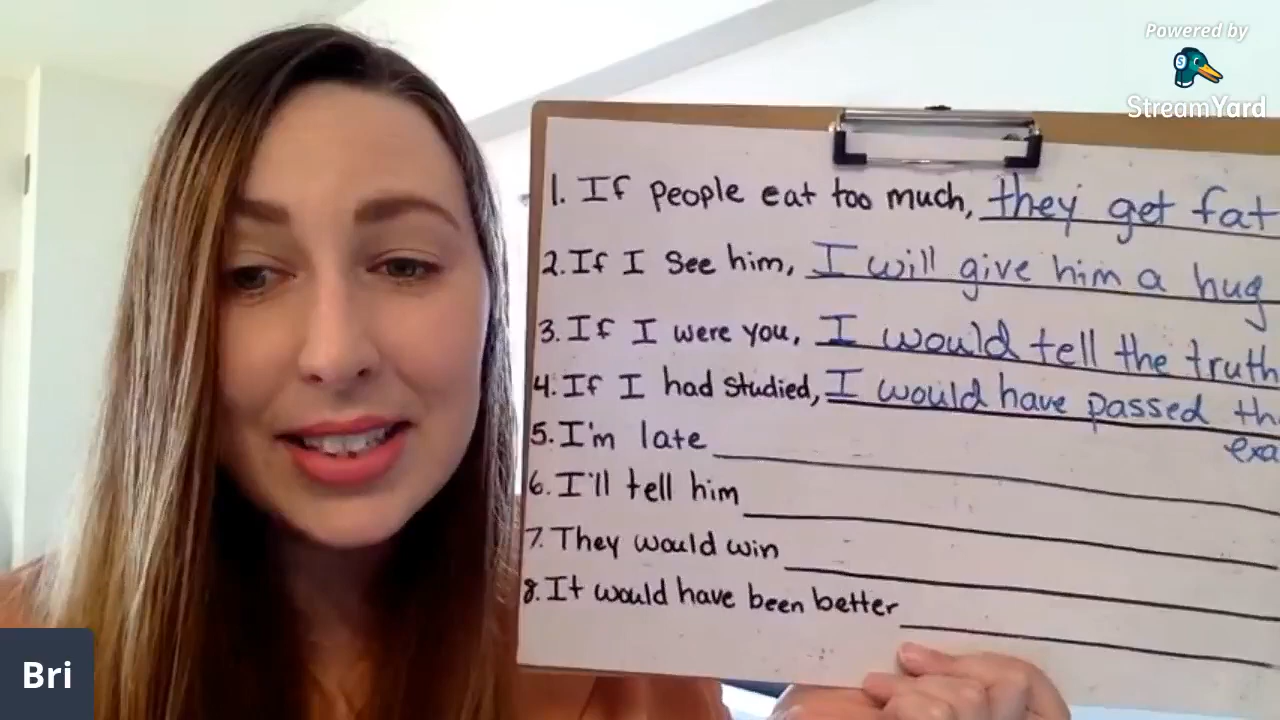 Powered by
StreamYard
1. If people eat too much, they get fat
2. If I see him, I will give him a hug
3. If I were you, I would tell the truth
4. If I had studied, I would have passed th
exa
5. I'm late
6. I'll tell him
7. They would win
8. It would have been better
Bri